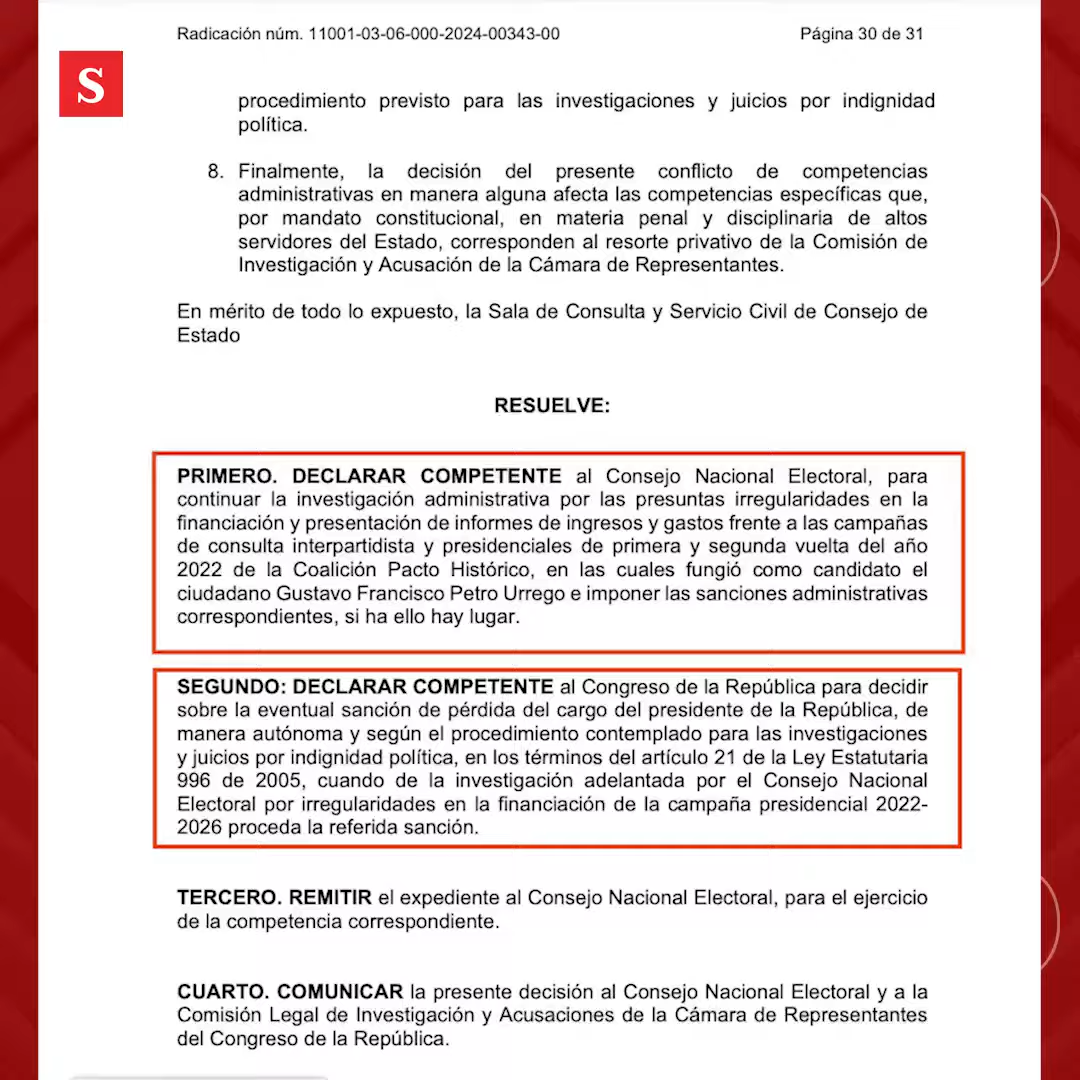 Radicación núm. 11001-03-06-000-2024-00343-00 Página 30 de 31
S
procedimiento previsto para las investigaciones y juicios por indignidad
política.
8. Finalmente, la decisión del presente conflicto de competencias
administrativas en manera alguna afecta las competencias específicas que,
por mandato constitucional, en materia penal y disciplinaria de altos
servidores del Estado, corresponden al resorte privativo de la Comisión de
Investigación y Acusación de la Cámara de Representantes.
En mérito de todo lo expuesto, la Sala de Consulta y Servicio Civil de Consejo de
Estado
RESUELVE:
PRIMERO. DECLARAR COMPETENTE al Consejo Nacional Electoral, para
continuar la investigación administrativa por las presuntas irregularidades en la
financiación y presentación de informes de ingresos y gastos frente a las campañas
de consulta interpartidista y presidenciales de primera y segunda vuelta del año
2022 de la Coalición Pacto Histórico, en las cuales fungió como candidato el
ciudadano Gustavo Francisco Petro Urrego e imponer las sanciones administrativas
correspondientes, si ha ello hay lugar.
SEGUNDO: DECLARAR COMPETENTE al Congreso de la República para decidir
sobre la eventual sanción de pérdida del cargo del presidente de la República, de
manera autónoma y según el procedimiento contemplado para las investigaciones
y juicios por indignidad política, en los términos del artículo 21 de la Ley Estatutaria
996 de 2005, cuando de la investigación adelantada por el Consejo Nacional
Electoral por irregularidades en la financiación de la campaña presidencial 2022-
2026 proceda la referida sanción.
TERCERO. REMITIR el expediente al Consejo Nacional Electoral, para el ejercicio
de la competencia correspondiente.
CUARTO. COMUNICAR la presente decisión al Consejo Nacional Electoral y a la
Comisión Legal de Investigación y Acusaciones de la Cámara de Representantes
del Congreso de la República.